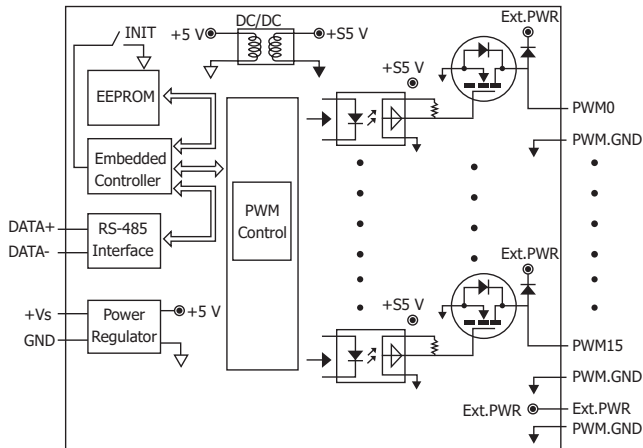 INIT
+5 V
DC/DC
+S5 V
Ext.PWR
EEPROM
+S5 V
PWM0
PWM.GND
Embedded
Controller
PWM
Control
DATA+
DATA-
RS-485
Interface
Ext.PWR
+Vs
GND
Power
Regulator
+5 V
+S5 V
PWM15
PWM.GND
Ext.PWR
Ext.PWR
PWM.GND